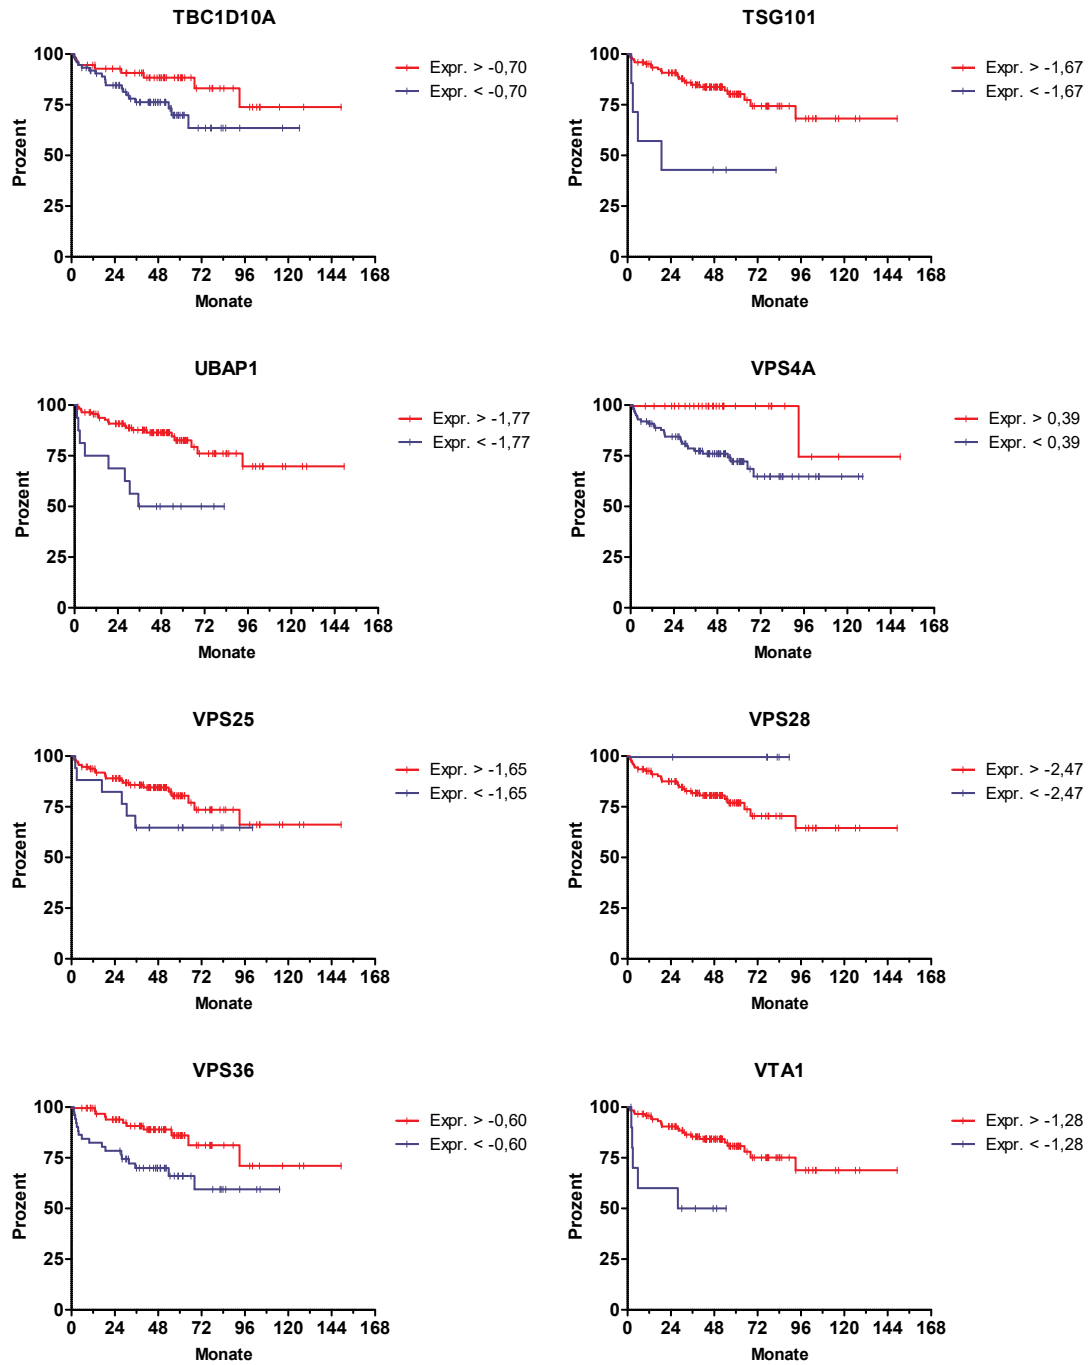 TBC1D10A
100
75
50
25
0
Prozent
0 24 48 72 96 120 144 168
Monate
Expr. > -0,70
Expr. < -0,70
TSG101
100
75
50
25
0
Prozent
0 24 48 72 96 120 144 168
Monate
Expr. > -1,67
Expr. < -1,67
UBAP1
100
75
50
25
0
Prozent
0 24 48 72 96 120 144 168
Monate
Expr. > -1,77
Expr. < -1,77
VPS4A
100
75
50
25
0
Prozent
0 24 48 72 96 120 144 168
Monate
Expr. > 0,39
Expr. < 0,39
VPS25
100
75
50
25
0
Prozent
0 24 48 72 96 120 144 168
Monate
Expr. > -1,65
Expr. < -1,65
VPS28
100
75
50
25
0
Prozent
0 24 48 72 96 120 144 168
Monate
Expr. > -2,47
Expr. < -2,47
VPS36
100
75
50
25
0
Prozent
0 24 48 72 96 120 144 168
Monate
Expr. > -0,60
Expr. < -0,60
VTA1
100
75
50
25
0
Prozent
0 24 48 72 96 120 144 168
Monate
Expr. > -1,28
Expr. < -1,28